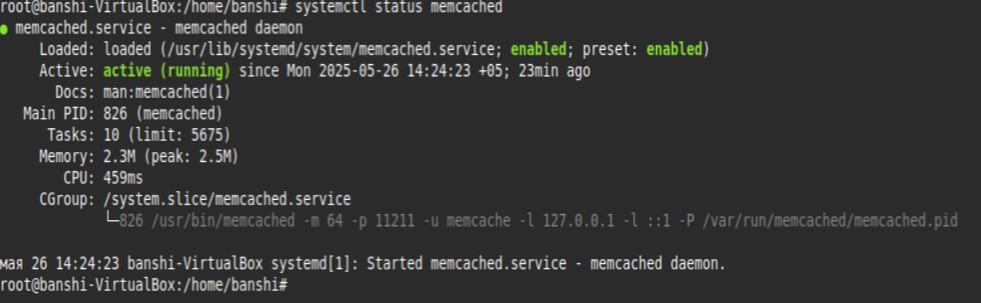 root@banshi-VirtualBox:/home/banshi# systemctl status memcached
● memcached.service - memcached daemon
Loaded: loaded (/usr/lib/systemd/system/memcached.service; enabled; preset: enabled)
Active: active (running) since Mon 2025-05-26 14:24:23 +05; 23min ago
Docs: man:memcached(1)
Main PID: 826 (memcached)
Tasks: 10 (limit: 5675)
Memory: 2.3M (peak: 2.5M)
CPU: 459ms
CGroup: /system.slice/memcached.service
└─826 /usr/bin/memcached -m 64 -p 11211 -u memcache -l 127.0.0.1 -l ::1 -P /var/run/memcached/memcached.pid
мая 26 14:24:23 banshi-VirtualBox systemd[1]: Started memcached.service - memcached daemon.
root@banshi-VirtualBox:/home/banshi#